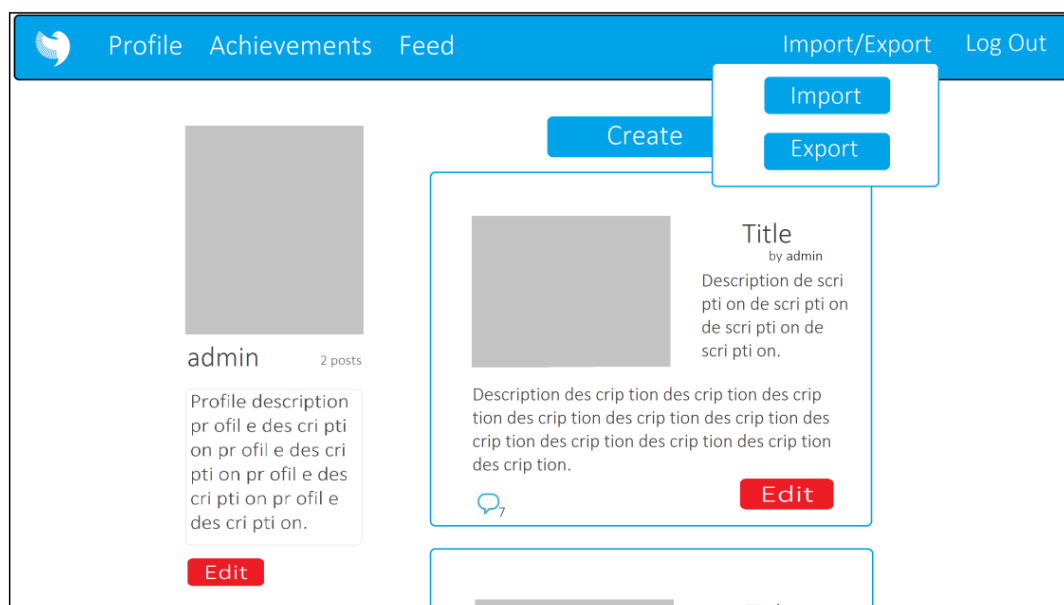 Profile Achievements Feed Import/Export Log Out
Import
Export
Create
admin 2 posts
Profile description
pr ofil e des cri pti
on pr ofil e des cri
pti on pr ofil e des
cri pti on pr ofil e
des cri pti on.
Edit
Title
by admin
Description de scri
pti on de scri pti on
de scri pti on de
scri pti on.
Description des crip tion des crip tion des crip
tion des crip tion des crip tion des crip tion des
crip tion des crip tion des crip tion des crip tion
des crip tion.
7
Edit